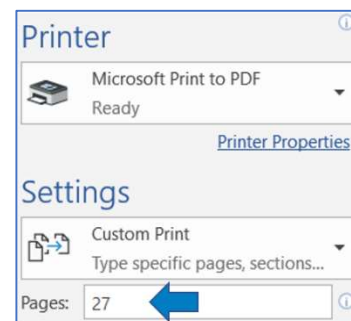 Printer
Microsoft Print to PDF
Ready
Printer Properties
Settings
Custom Print
Type specific pages, sections...
Pages: 27